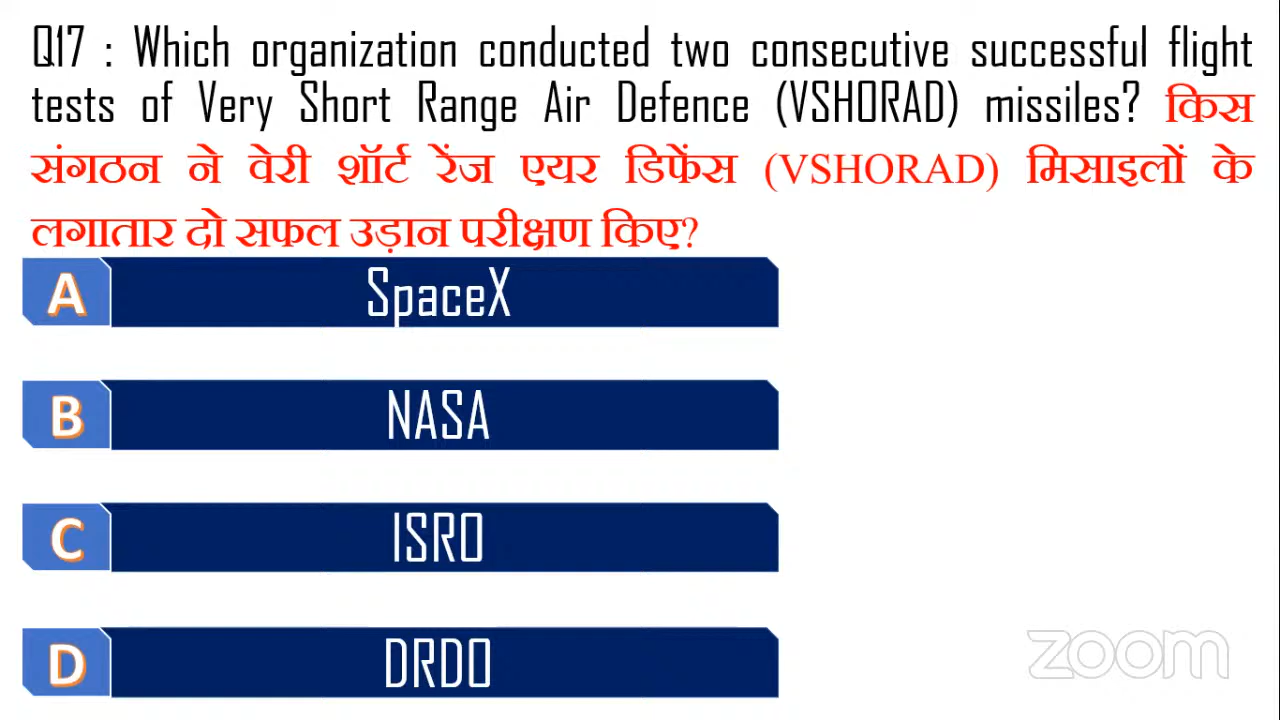 Q17 : Which organization conducted two consecutive successful flight
tests of Very Short Range Air Defence (VSHORAD) missiles? किस
संगठन ने वेरी शॉर्ट रेंज एयर डिफेंस (VSHORAD) मिसाइलों के
लगातार दो सफल उड़ान परीक्षण किए?
A SpaceX
B NASA
C ISRO
D DRDO
zoom